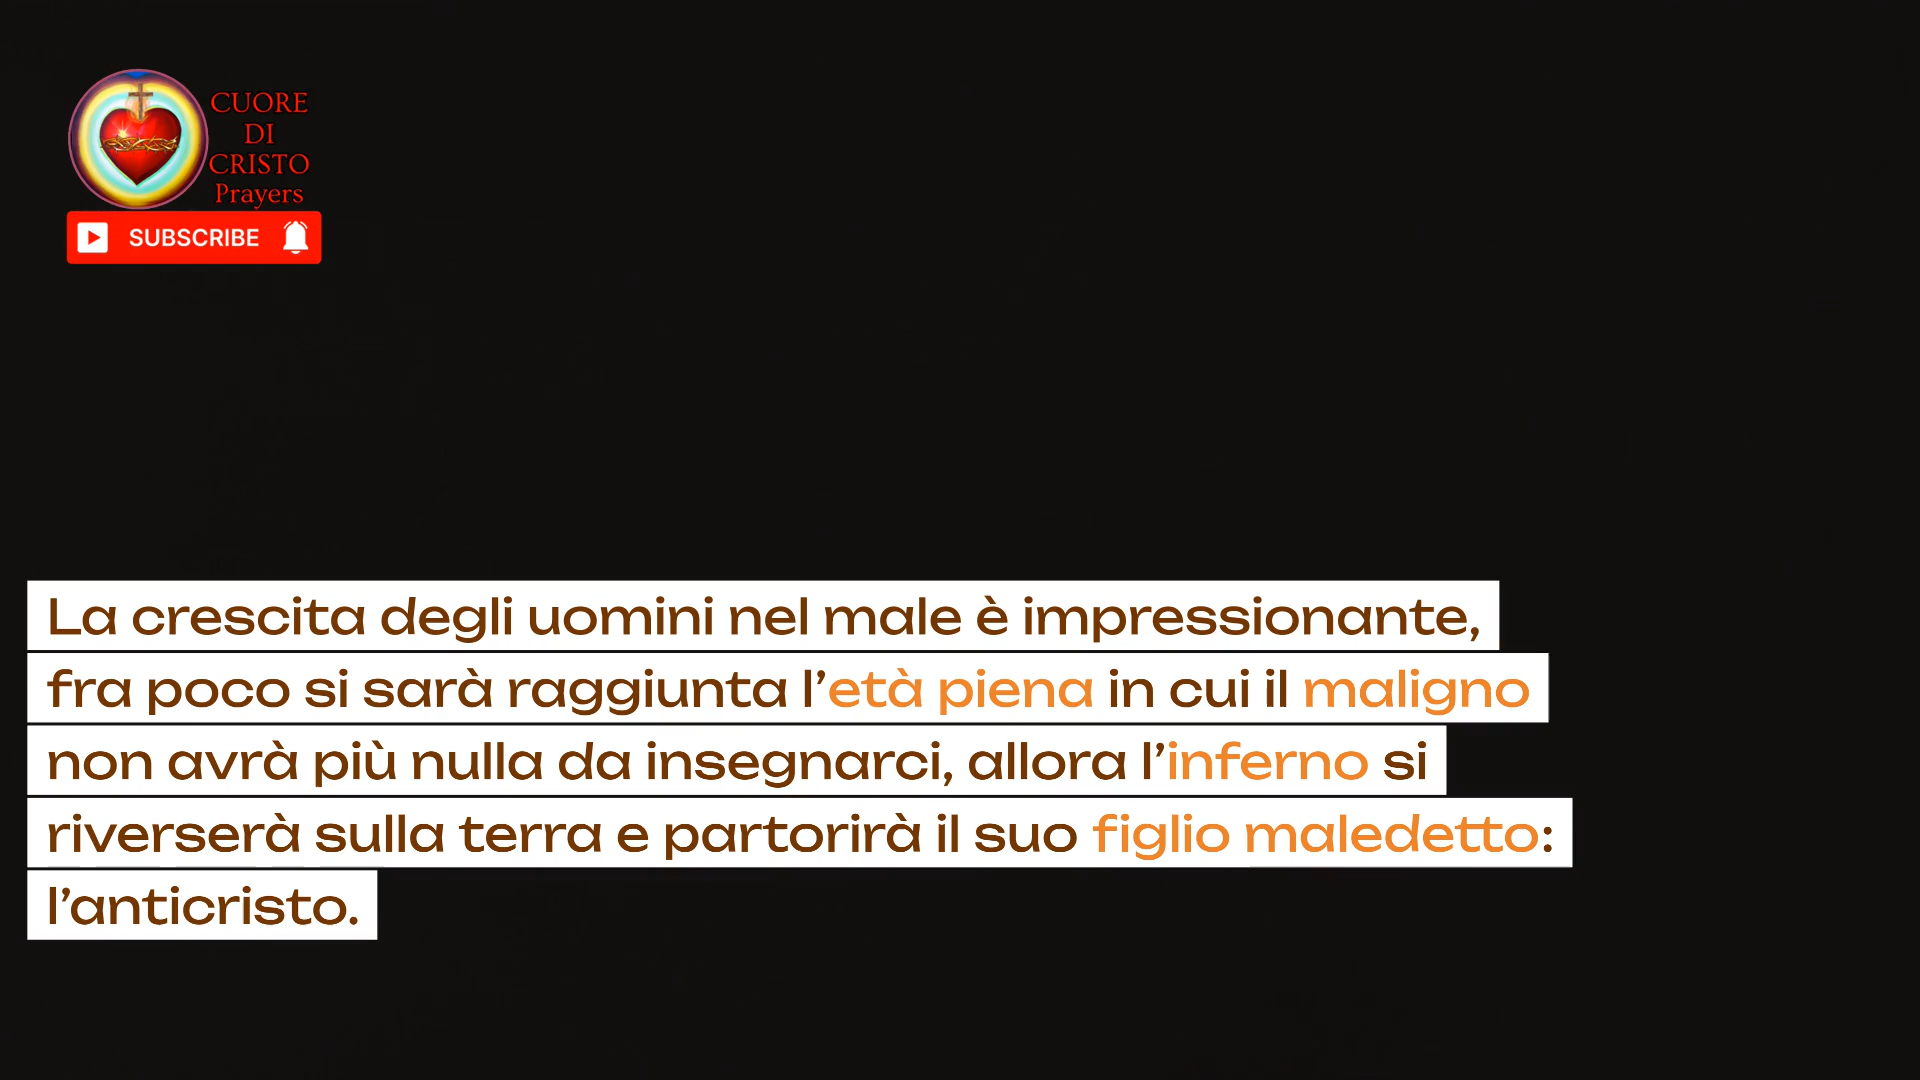 CUORE
DI
CRISTO
Prayers
SUBSCRIBE
La crescita degli uomini nel male è impressionante,
fra poco si sarà raggiunta l’età piena in cui il maligno
non avrà più nulla da insegnarci, allora l’inferno si
riverserà sulla terra e partorirà il suo figlio maledetto:
l’anticristo.